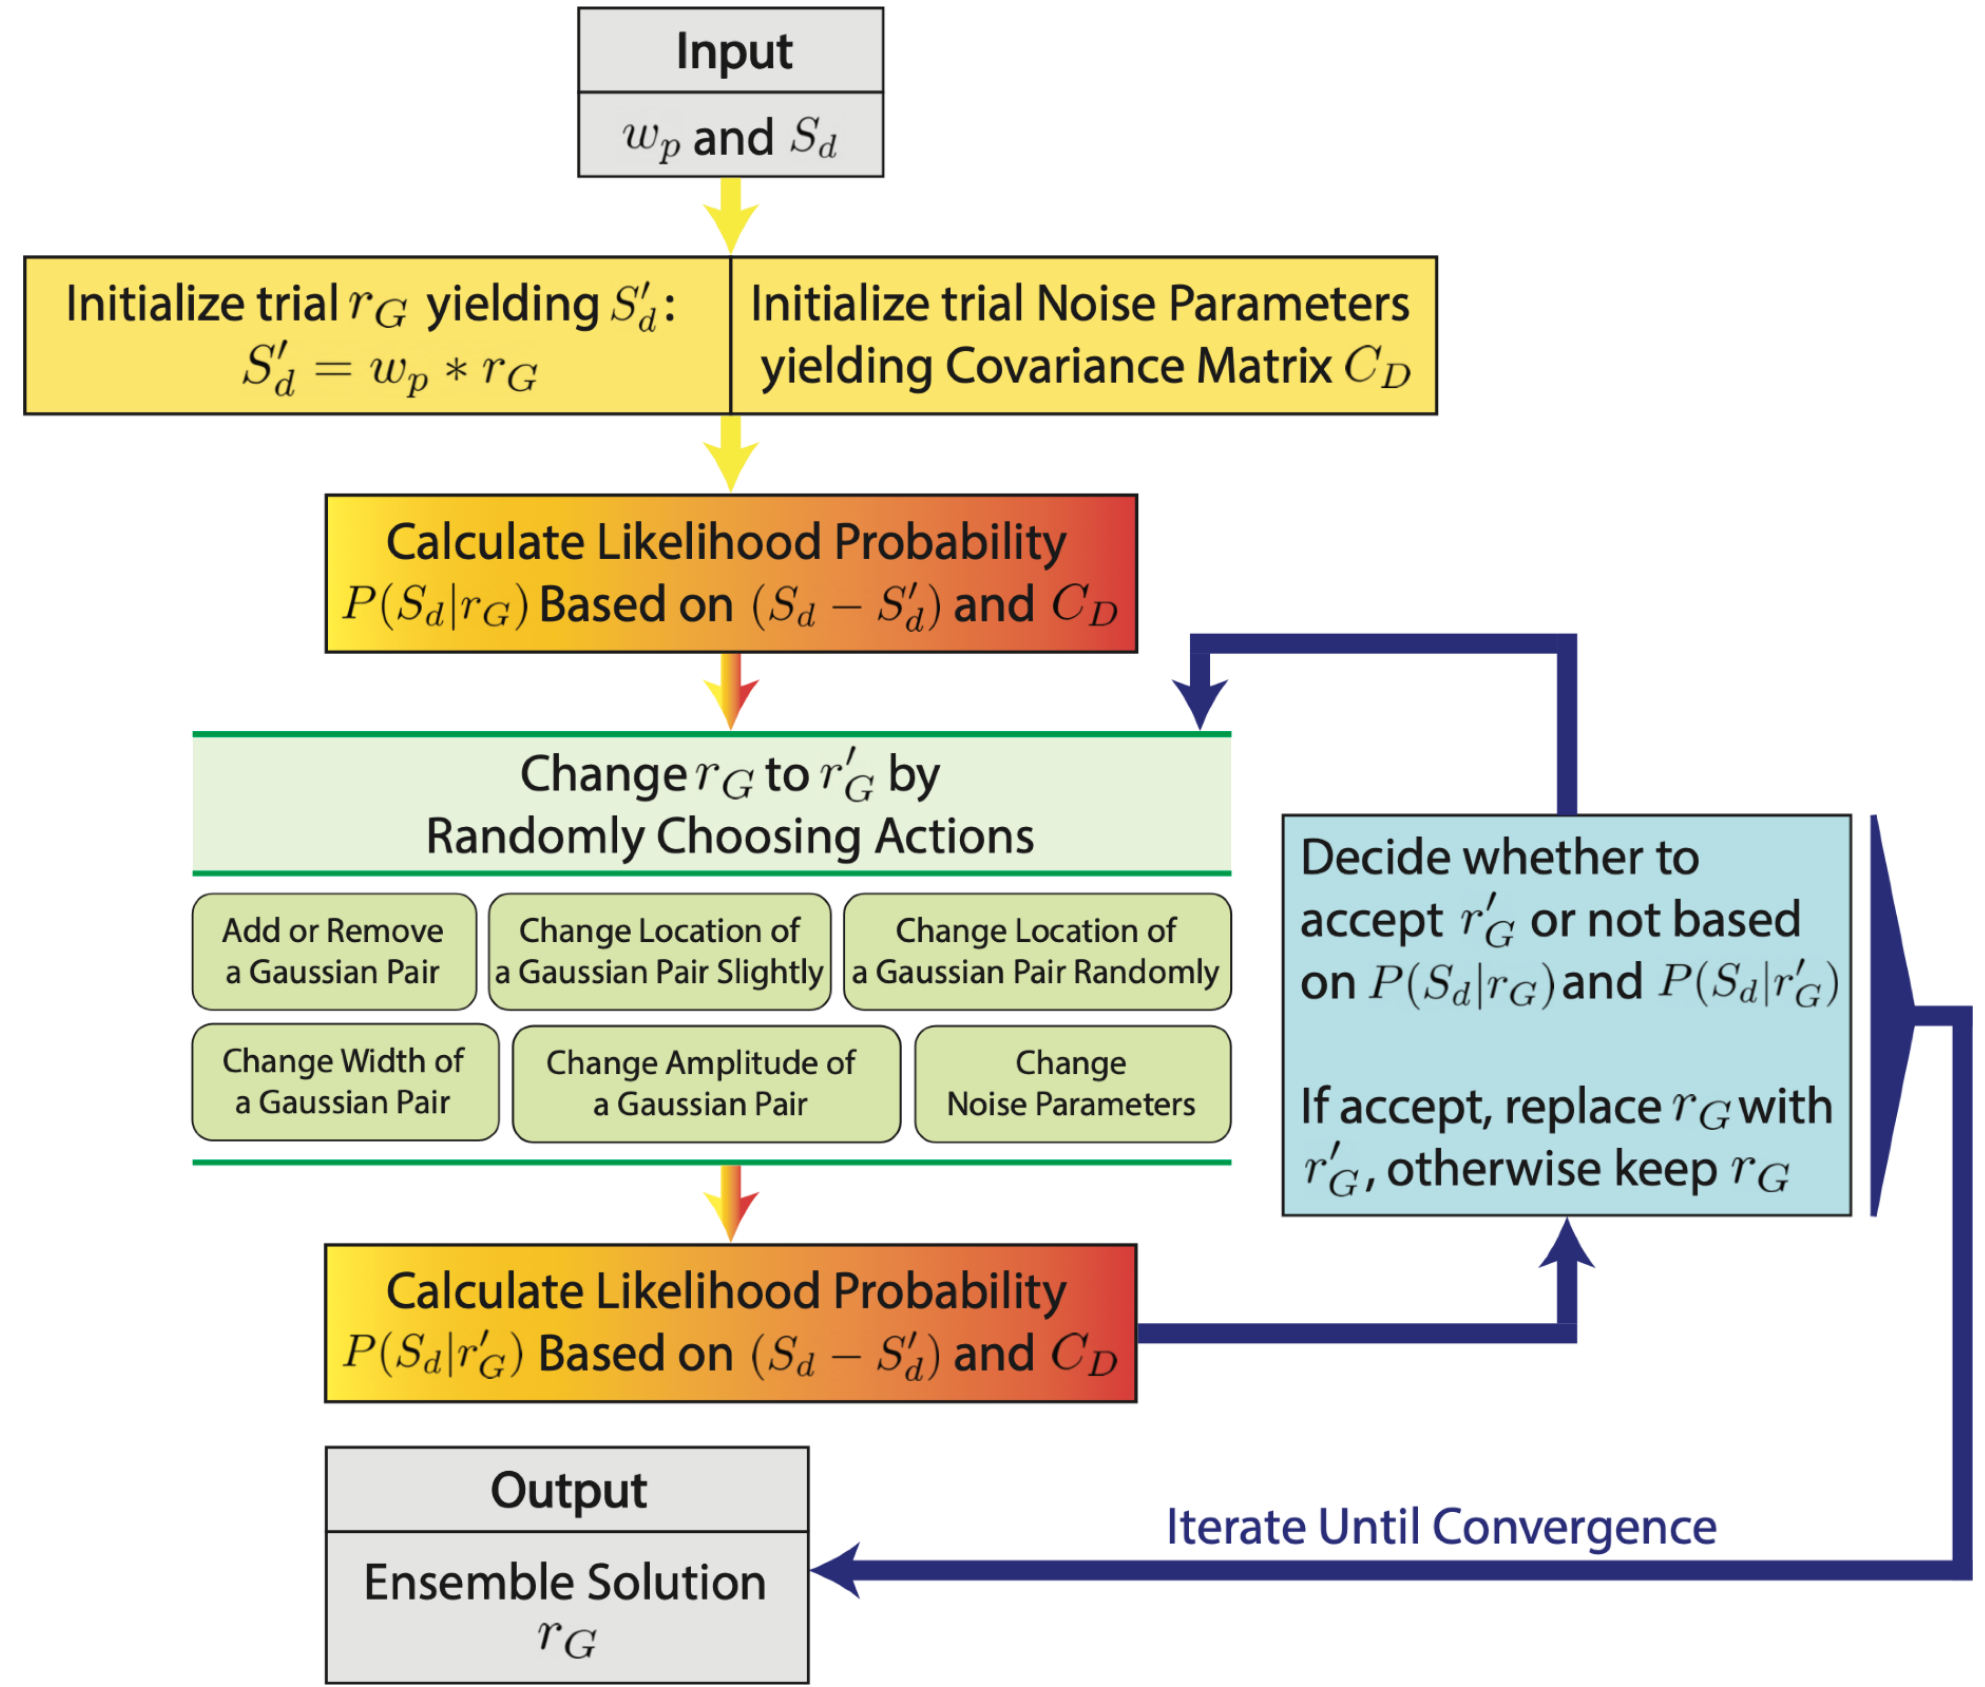 Input
w_p and S_d
Initialize trial r_G yielding S'_d:
S'_d = w_p * r_G
Initialize trial Noise Parameters
yielding Covariance Matrix C_D
Calculate Likelihood Probability
P(S_d|r_G) Based on (S_d − S'_d) and C_D
Change r_G to r'_G by
Randomly Choosing Actions
Add or Remove
a Gaussian Pair
Change Location of
a Gaussian Pair Slightly
Change Location of
a Gaussian Pair Randomly
Change Width of
a Gaussian Pair
Change Amplitude of
a Gaussian Pair
Change
Noise Parameters
Calculate Likelihood Probability
P(S_d|r'_G) Based on (S_d − S'_d) and C_D
Decide whether to
accept r'_G or not based
on P(S_d|r_G) and P(S_d|r'_G)
If accept, replace r_G with
r'_G, otherwise keep r_G
Iterate Until Convergence
Output
Ensemble Solution
r_G